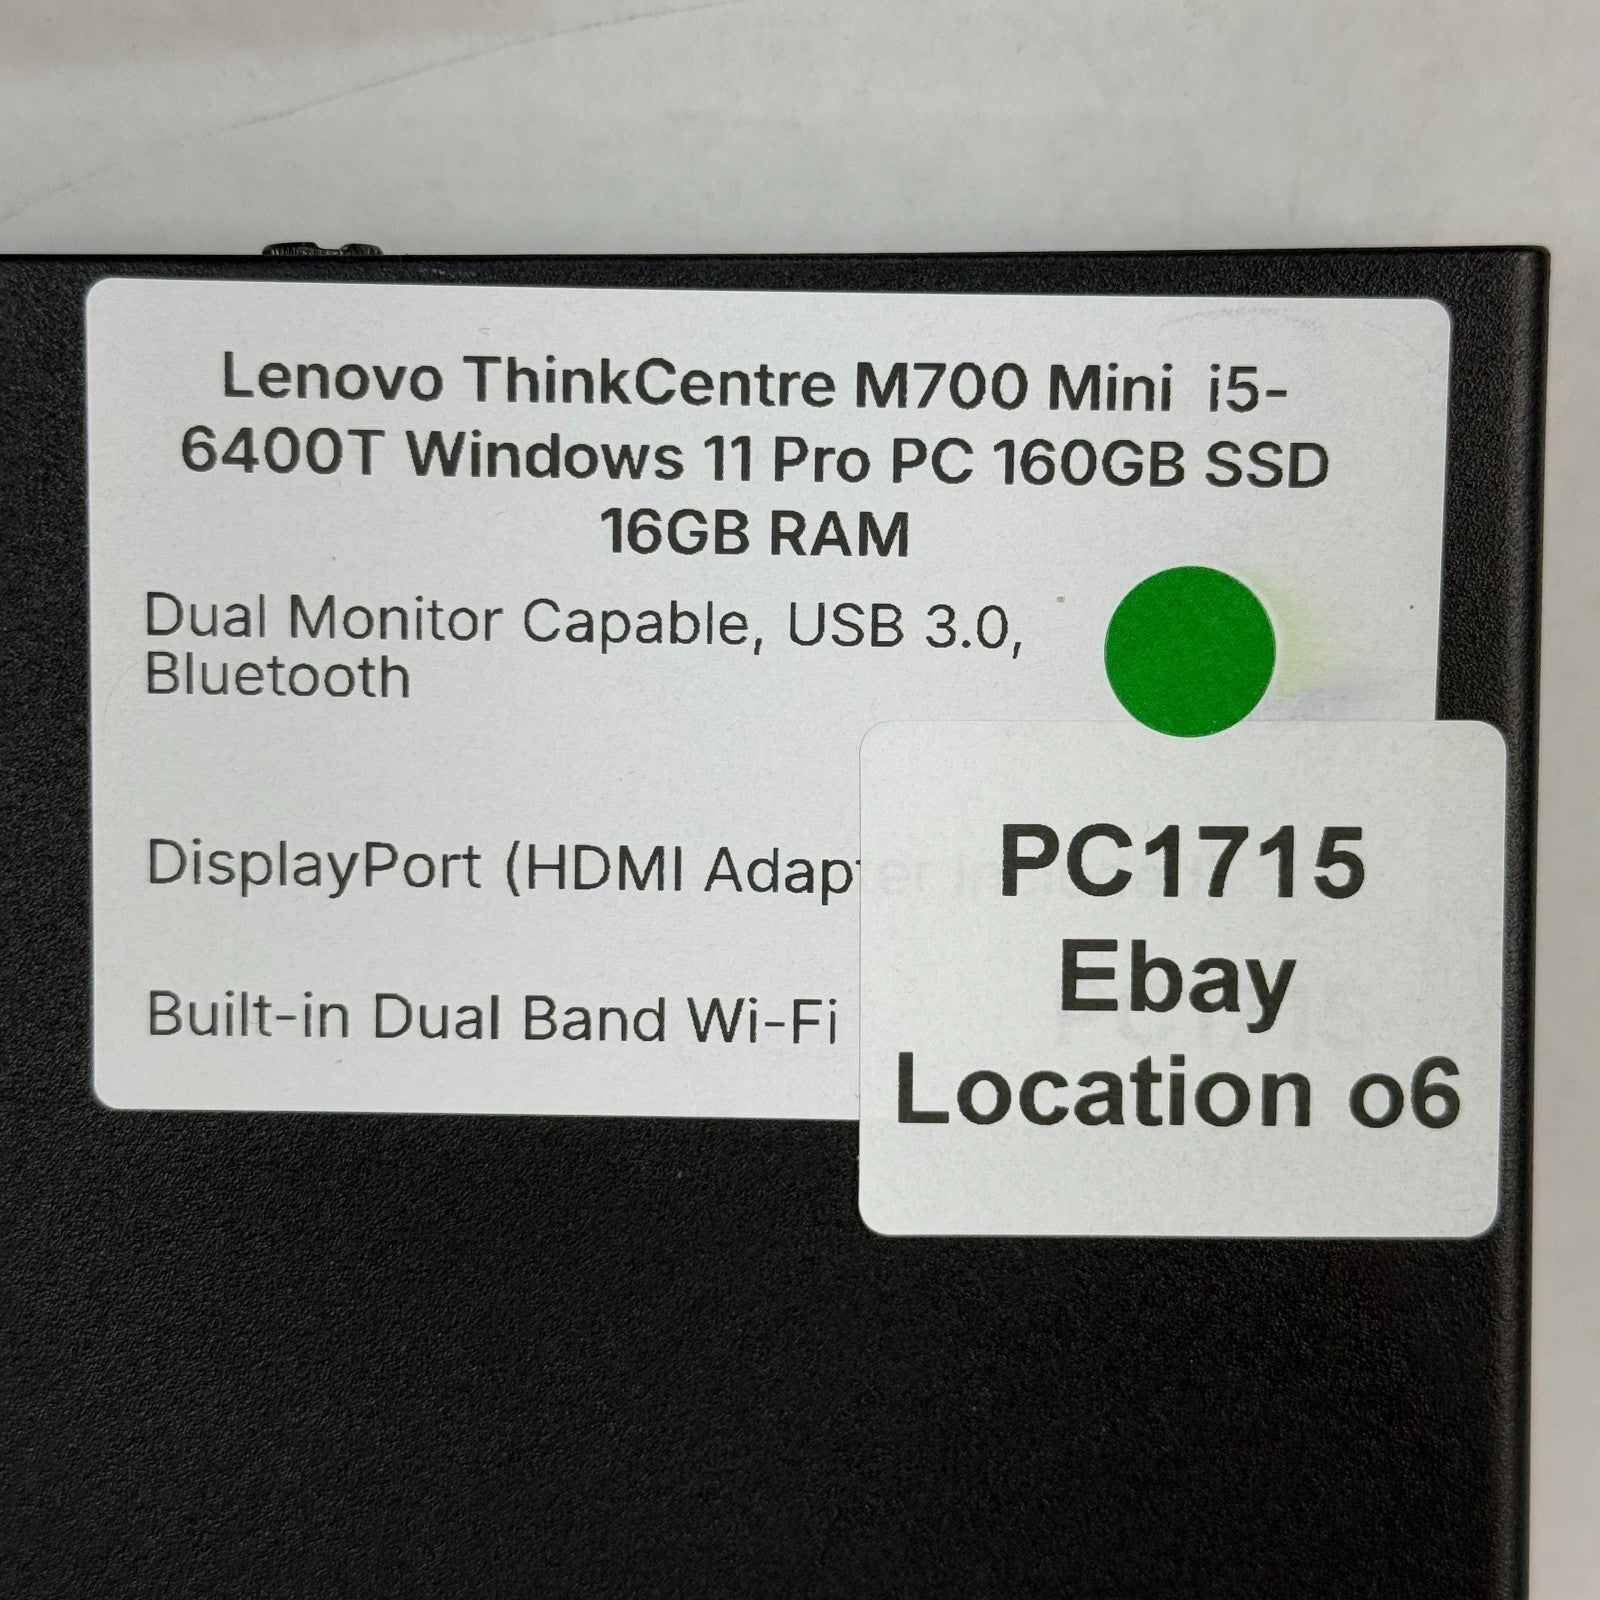 Lenovo ThinkCentre M700 Mini i5-
6400T Windows 11 Pro PC 160GB SSD
16GB RAM
Dual Monitor Capable, USB 3.0,
Bluetooth
DisplayPort (HDMI Adapter
Built-in Dual Band Wi-Fi
PC1715
Ebay
Location o6